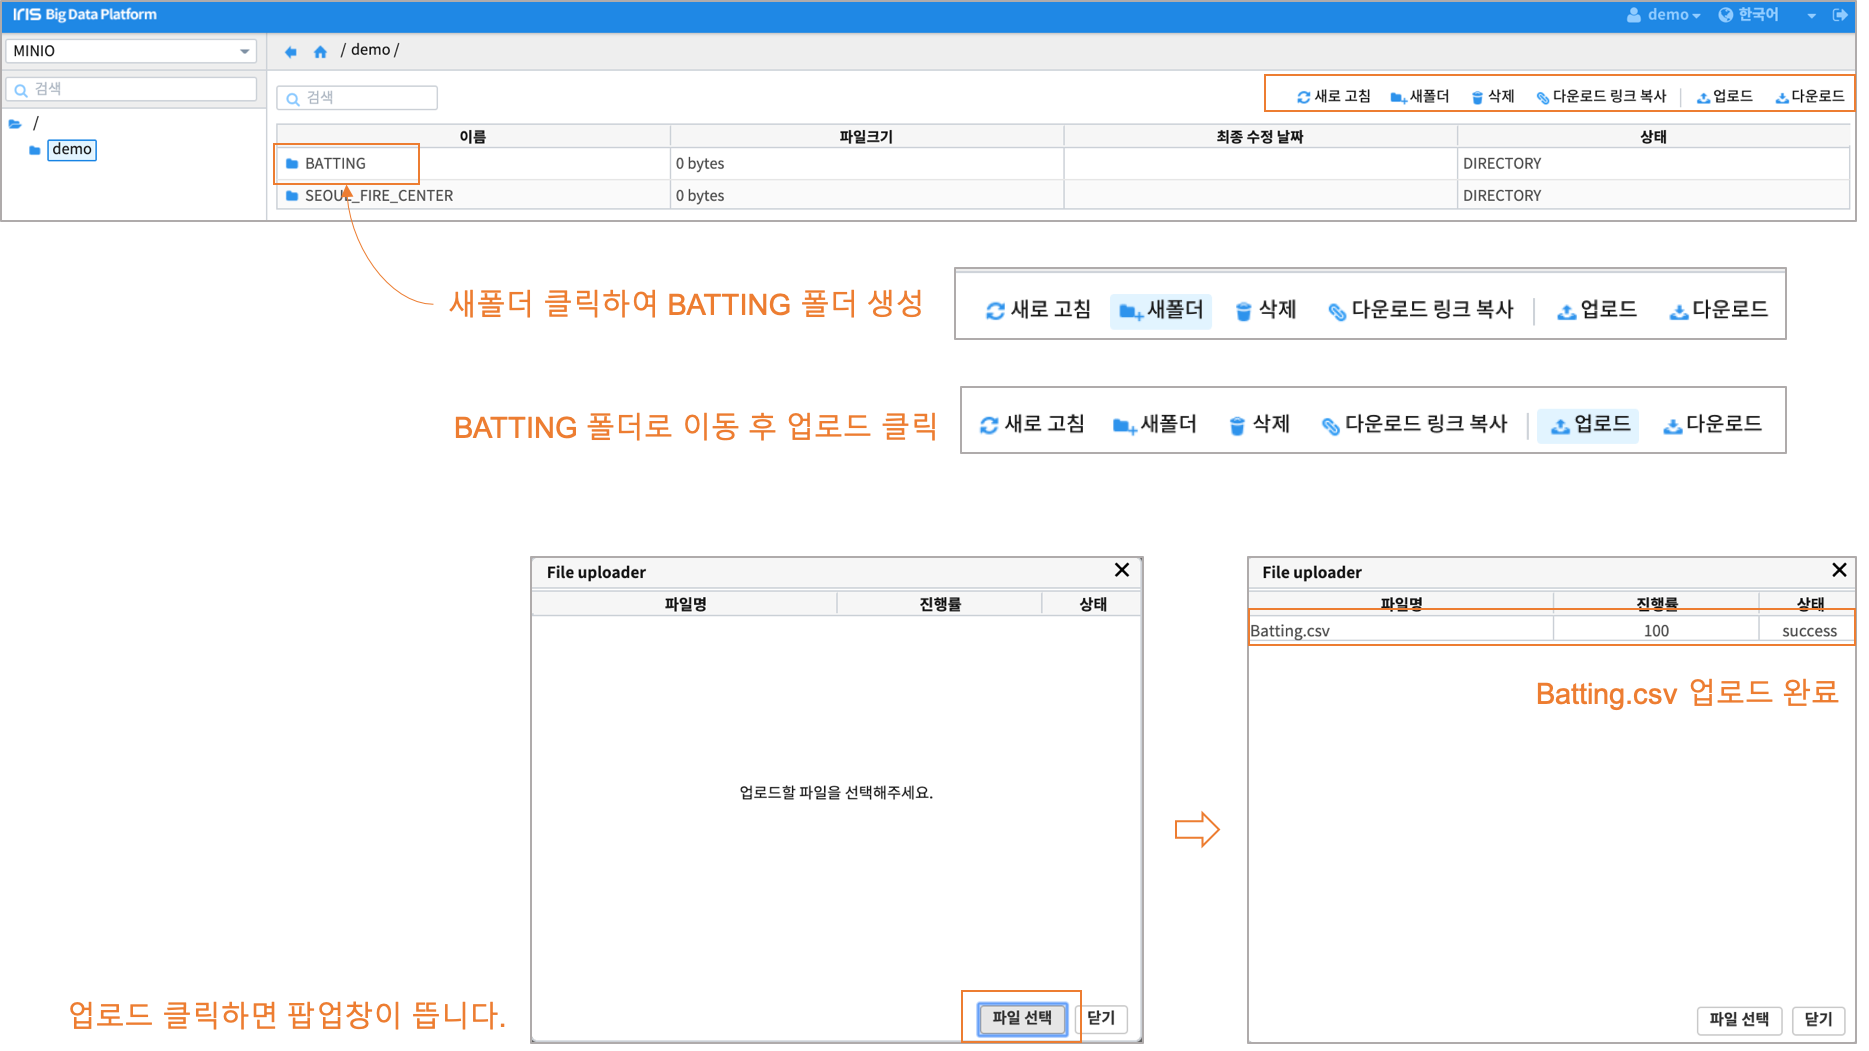 IRIS Big Data Platform
demo
한국어
MINIO
/ demo /
검색
검색
새로 고침 새폴더 삭제 다운로드 링크 복사 업로드 다운로드
/
demo
이름 파일크기 최종 수정 날짜 상태
BATTING 0 bytes DIRECTORY
SEOUL_FIRE_CENTER 0 bytes DIRECTORY
새폴더 클릭하여 BATTING 폴더 생성
새로 고침 새폴더 삭제 다운로드 링크 복사 업로드 다운로드
BATTING 폴더로 이동 후 업로드 클릭
새로 고침 새폴더 삭제 다운로드 링크 복사 업로드 다운로드
File uploader
파일명 진행률 상태
업로드할 파일을 선택해주세요.
파일 선택 닫기
업로드 클릭하면 팝업창이 뜹니다.
File uploader
파일명 진행률 상태
Batting.csv 100 success
Batting.csv 업로드 완료
파일 선택 닫기